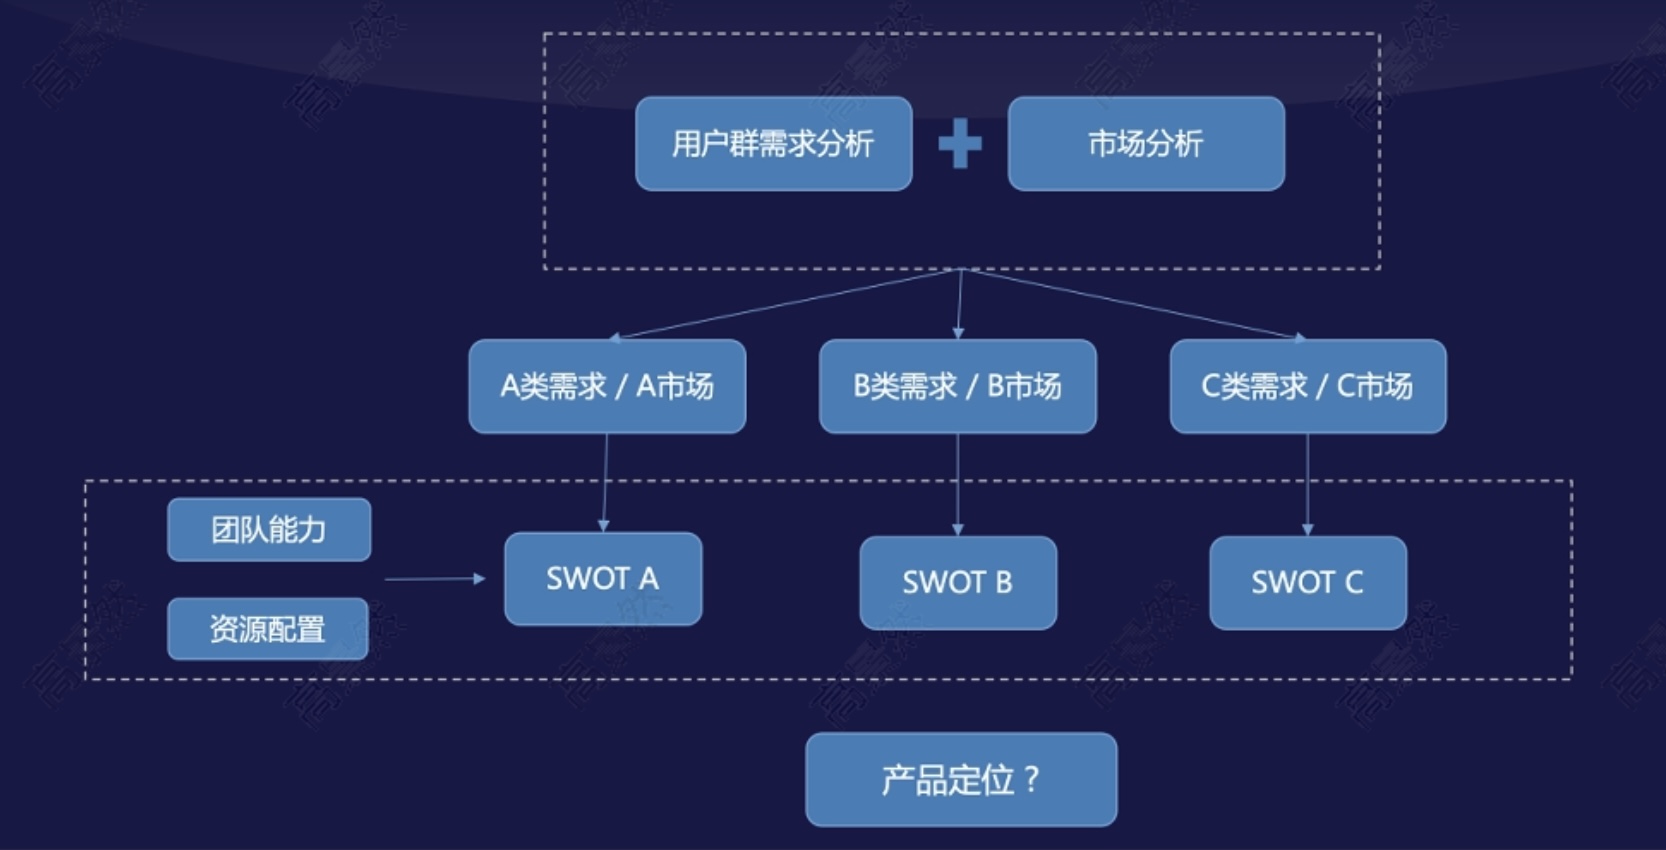 用户群需求分析
市场分析
A类需求 / A市场
B类需求 / B市场
C类需求 / C市场
团队能力
资源配置
SWOT A
SWOT B
SWOT C
产品定位？